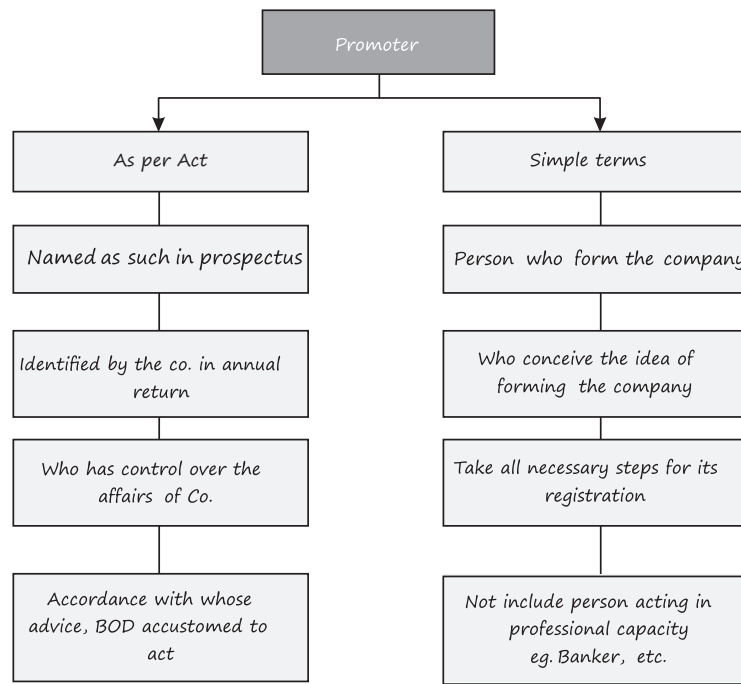 Promoter
As per Act
Named as such in prospectus
Identified by the co. in annual
return
Who has control over the
affairs of Co.
Accordance with whose
advice, BOD accustomed to
act
Simple terms
Person who form the company
Who conceive the idea of
forming the company
Take all necessary steps for its
registration
Not include person acting in
professional capacity
eg. Banker, etc.